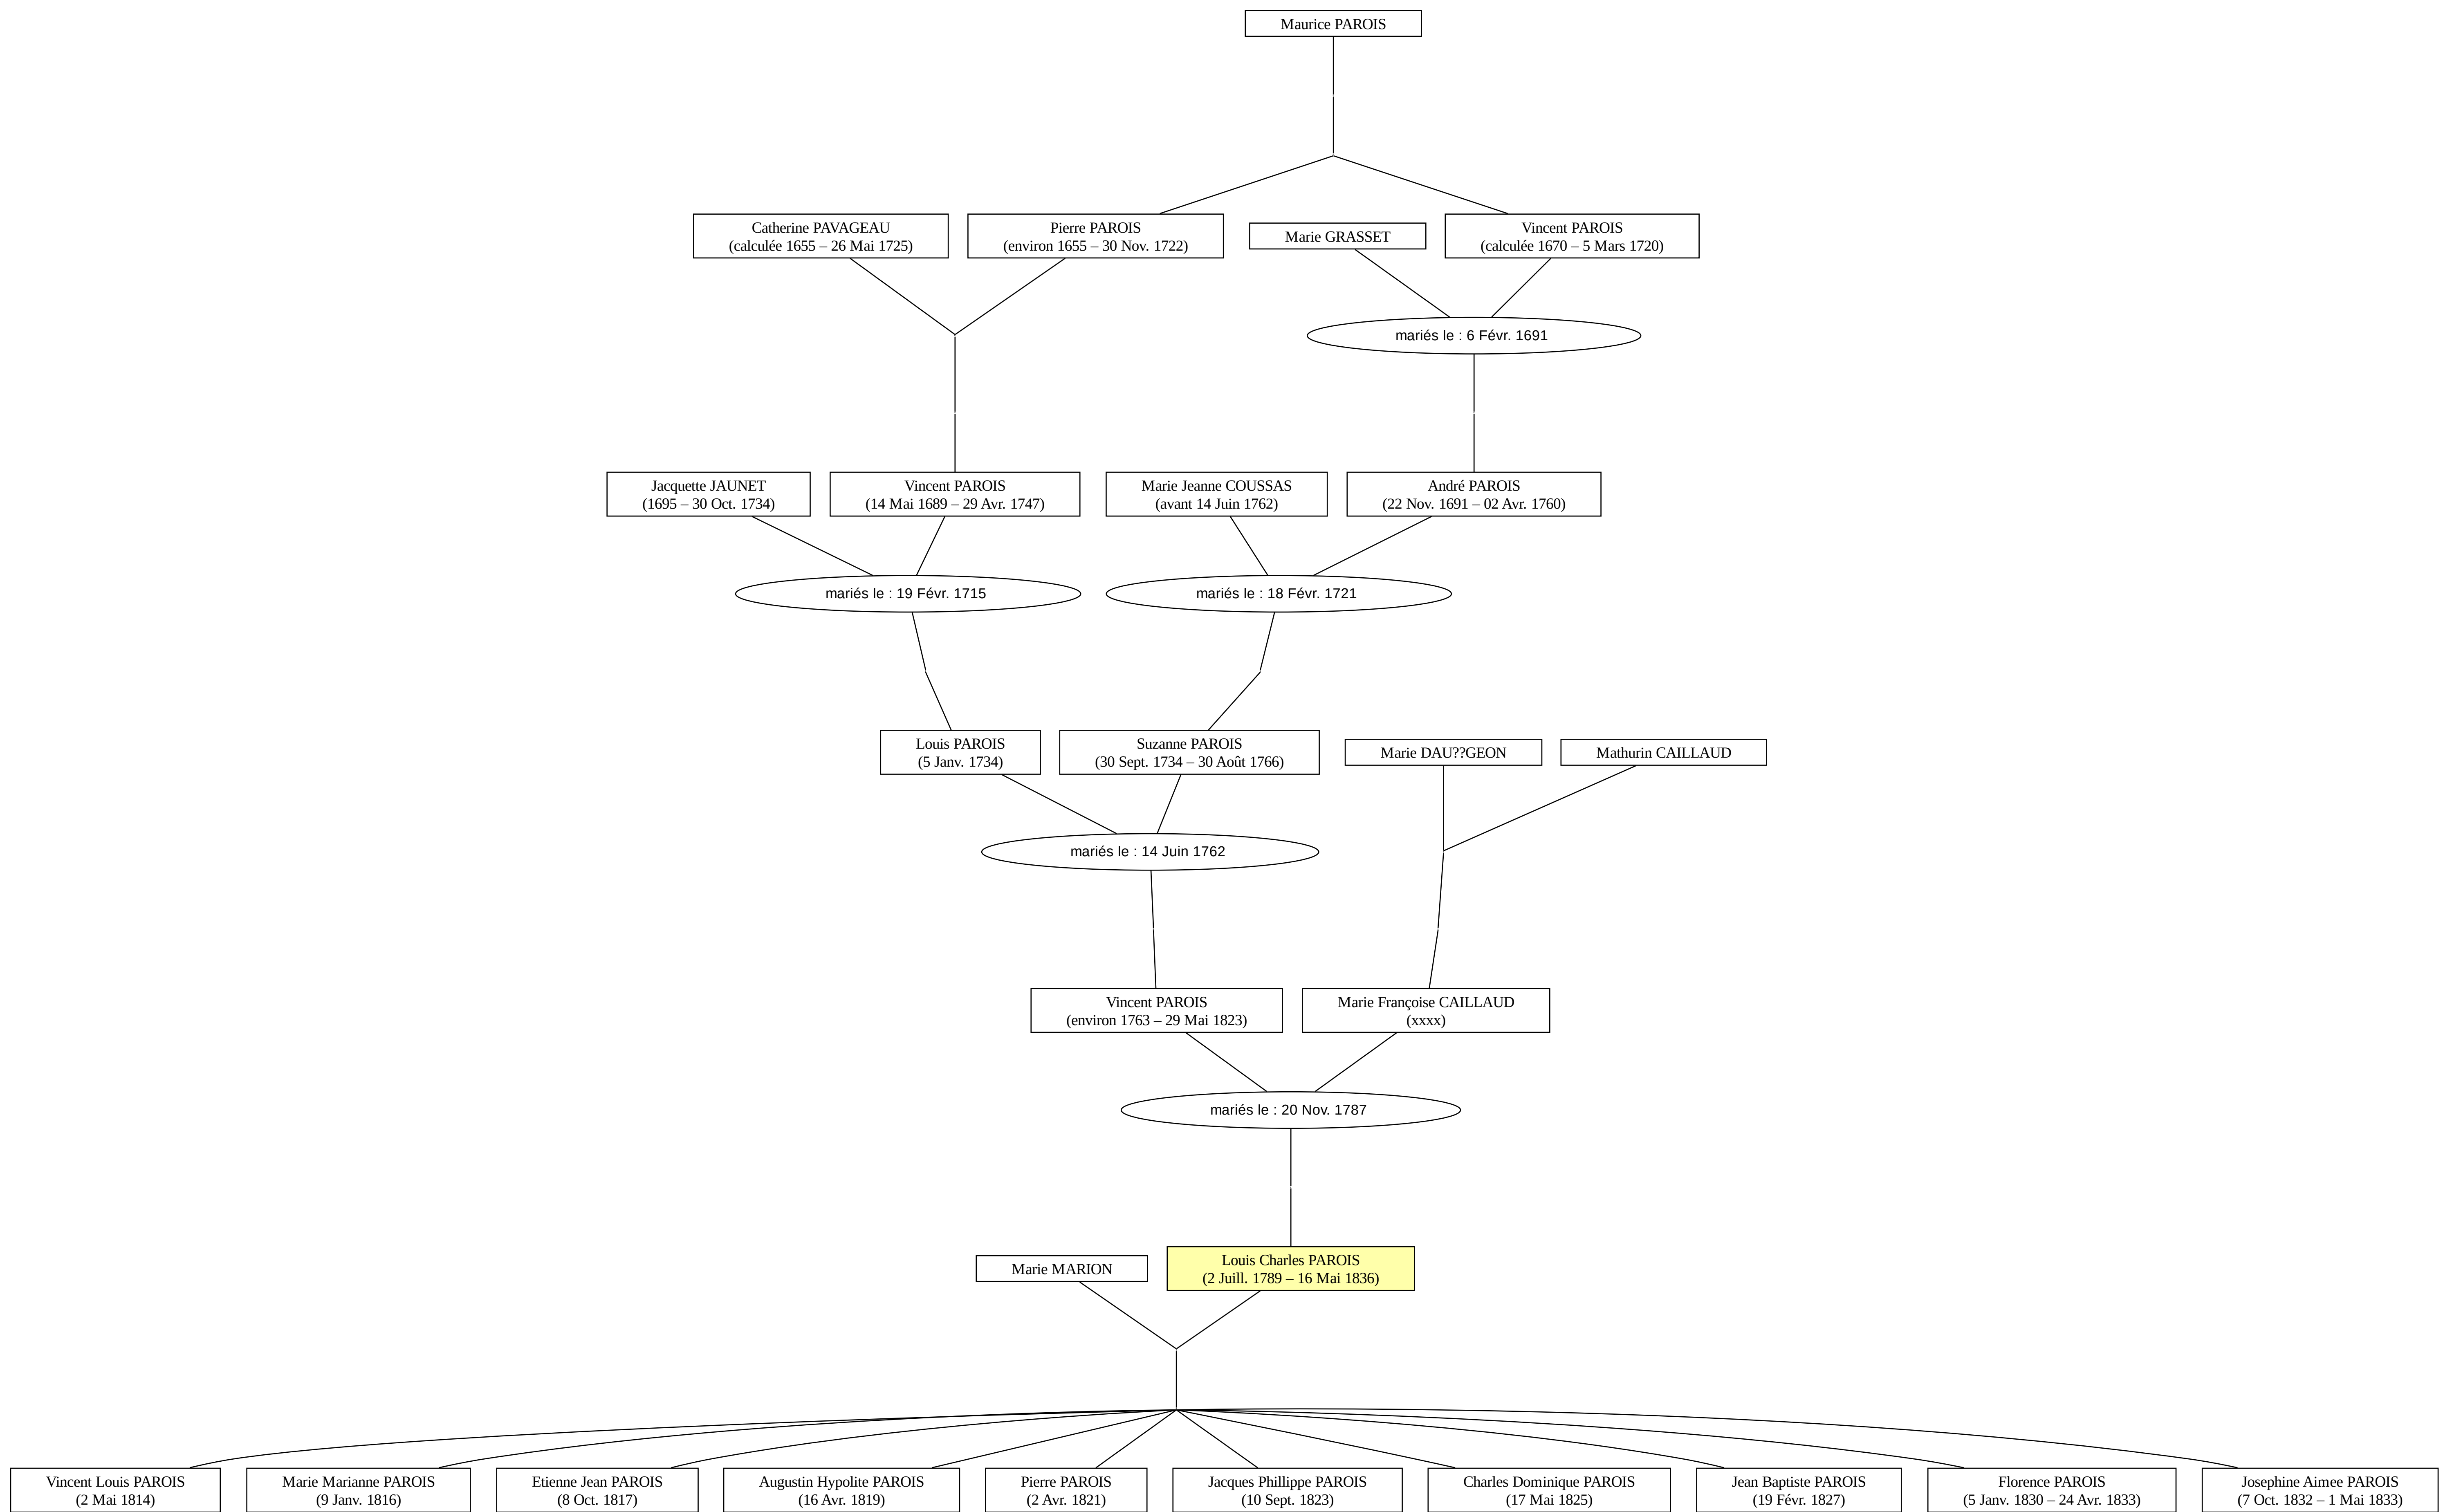 Maurice PAROIS
Catherine PAVAGEAU
(calculée 1655 – 26 Mai 1725)
Pierre PAROIS
(environ 1655 – 30 Nov. 1722)
Marie GRASSET
Vincent PAROIS
(calculée 1670 – 5 Mars 1720)
mariés le : 6 Févr. 1691
Jacquette JAUNET
(1695 – 30 Oct. 1734)
Vincent PAROIS
(14 Mai 1689 – 29 Avr. 1747)
Marie Jeanne COUSSAS
(avant 14 Juin 1762)
André PAROIS
(22 Nov. 1691 – 02 Avr. 1760)
mariés le : 19 Févr. 1715
mariés le : 18 Févr. 1721
Louis PAROIS
(5 Janv. 1734)
Suzanne PAROIS
(30 Sept. 1734 – 30 Août 1766)
Marie DAU??GEON
Mathurin CAILLAUD
mariés le : 14 Juin 1762
Vincent PAROIS
(environ 1763 – 29 Mai 1823)
Marie Françoise CAILLAUD
(xxxx)
mariés le : 20 Nov. 1787
Marie MARION
Louis Charles PAROIS
(2 Juill. 1789 – 16 Mai 1836)
Vincent Louis PAROIS
(2 Mai 1814)
Marie Marianne PAROIS
(9 Janv. 1816)
Etienne Jean PAROIS
(8 Oct. 1817)
Augustin Hypolite PAROIS
(16 Avr. 1819)
Pierre PAROIS
(2 Avr. 1821)
Jacques Phillippe PAROIS
(10 Sept. 1823)
Charles Dominique PAROIS
(17 Mai 1825)
Jean Baptiste PAROIS
(19 Févr. 1827)
Florence PAROIS
(5 Janv. 1830 – 24 Avr. 1833)
Josephine Aimee PAROIS
(7 Oct. 1832 – 1 Mai 1833)